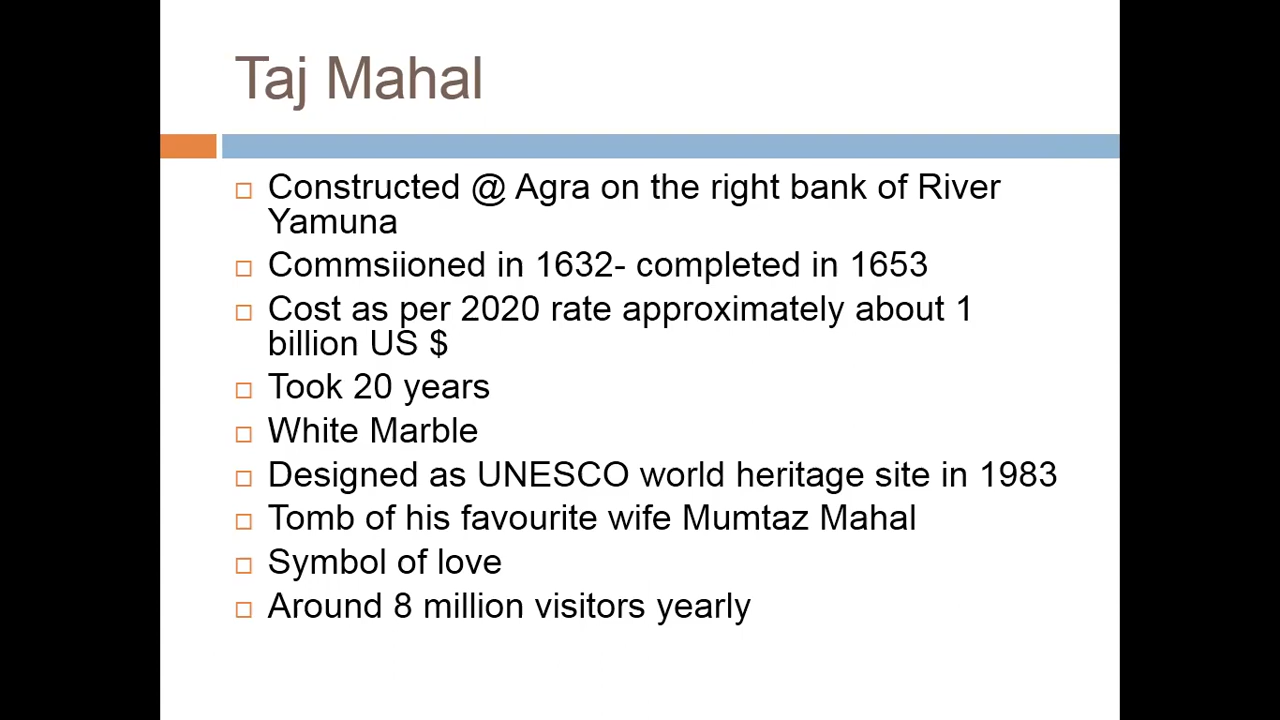 Taj Mahal
Constructed @ Agra on the right bank of River
Yamuna
Commsiioned in 1632- completed in 1653
Cost as per 2020 rate approximately about 1
billion US $
Took 20 years
White Marble
Designed as UNESCO world heritage site in 1983
Tomb of his favourite wife Mumtaz Mahal
Symbol of love
Around 8 million visitors yearly